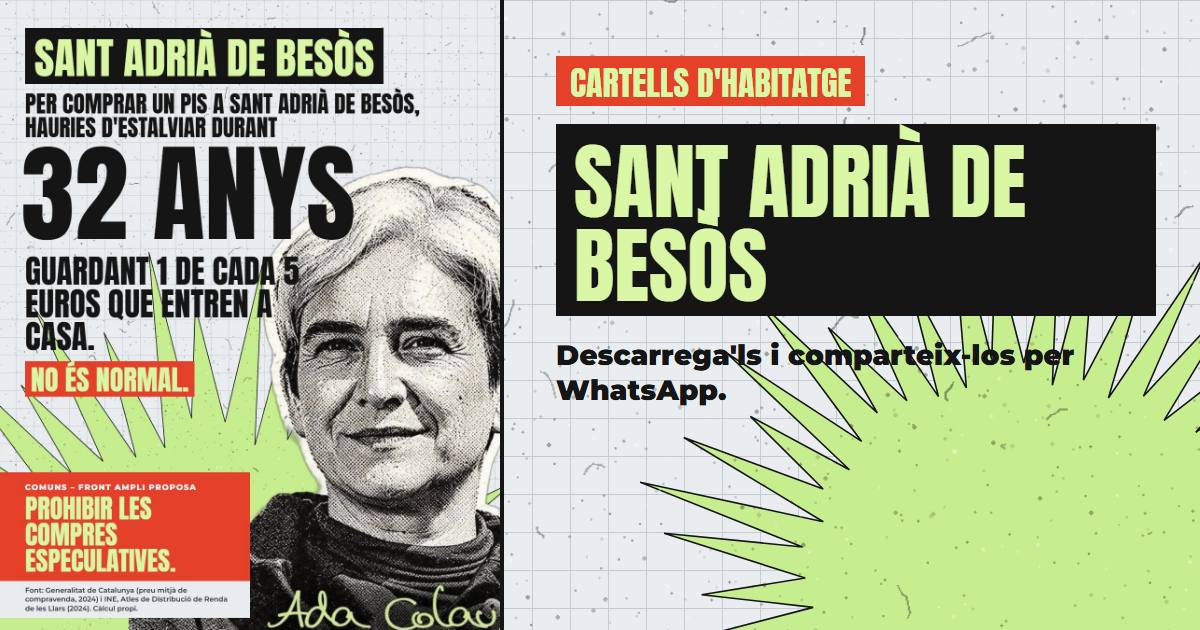 SANT ADRIÀ DE BESÒS
PER COMPRAR UN PIS A SANT ADRIÀ DE BESÒS,
HAURIES D'ESTALVIAR DURANT
32 ANYS
GUARDANT 1 DE CADA 5
EUROS QUE ENTREN A
CASA.
NO ÉS NORMAL.
COMUNS – FRONT AMPLI PROPOSA
PROHIBIR LES
COMPRES
ESPECULATIVES.
Font: Generalitat de Catalunya (preu mitjà de
compravenda, 2024) i INE, Atles de Distribució de Renda
de les Llars (2024). Càlcul propi.
Ada Colau
CARTELLS D'HABITATGE
SANT ADRIÀ DE
BESÒS
Descarrega'ls i comparteix-los per
WhatsApp.